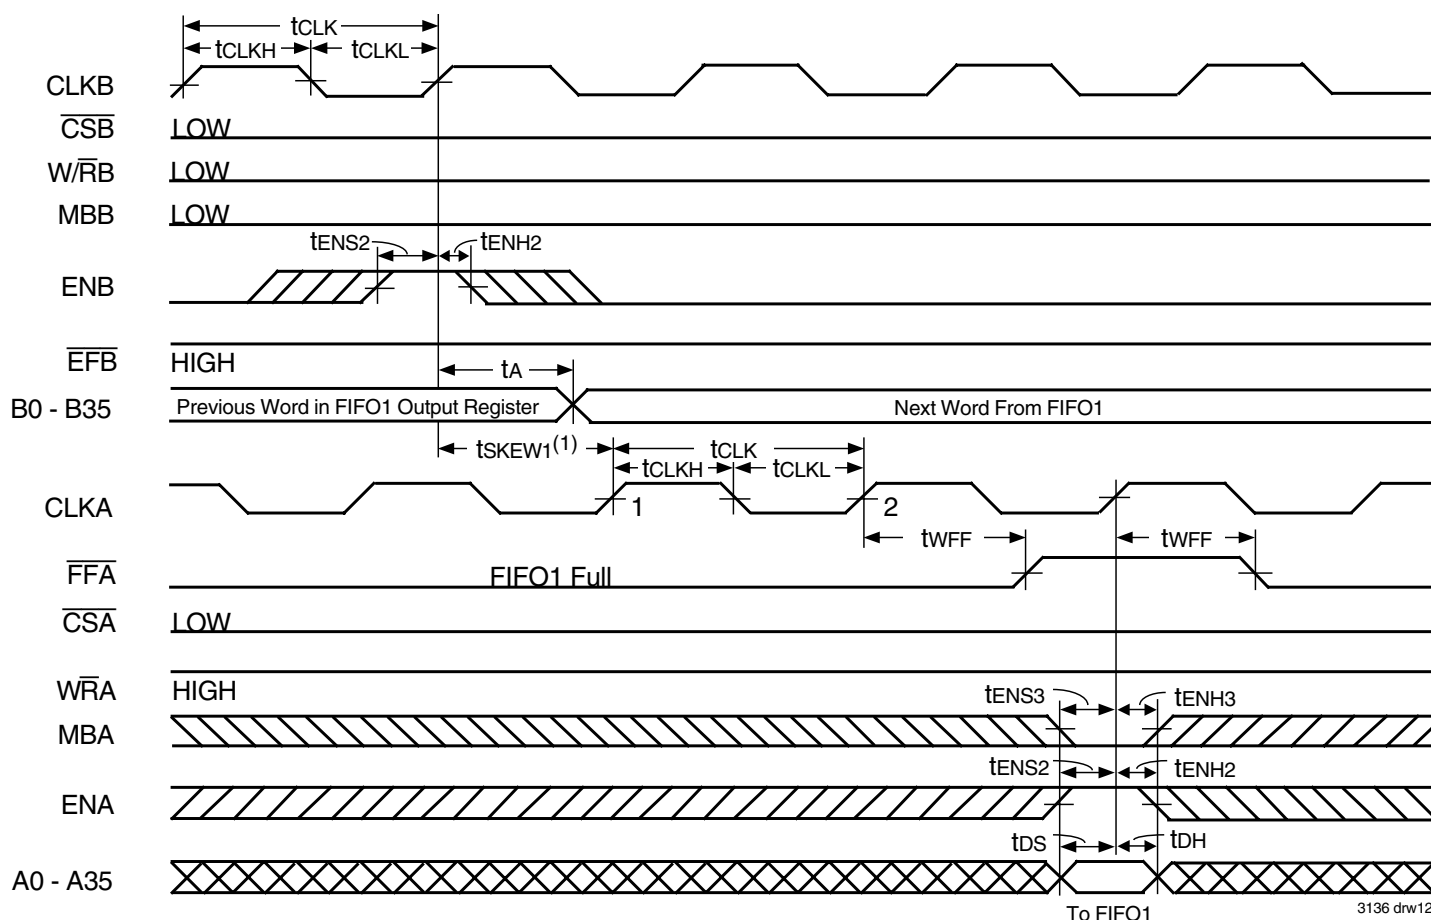 tCLK
tCLKH
tCLKL
CLKB
CSB
LOW
W/RB
LOW
MBB
LOW
tENS2
tENH2
ENB
EFB
HIGH
tA
B0 - B35
Previous Word in FIFO1 Output Register
Next Word From FIFO1
tSKEW1(1)
tCLK
tCLKH
tCLKL
CLKA
1
2
tWFF
tWFF
FFA
FIFO1 Full
CSA
LOW
WRA
HIGH
tENS3
tENH3
MBA
tENS2
tENH2
ENA
tDS
tDH
A0 - A35
To FIFO1
3136 drw12